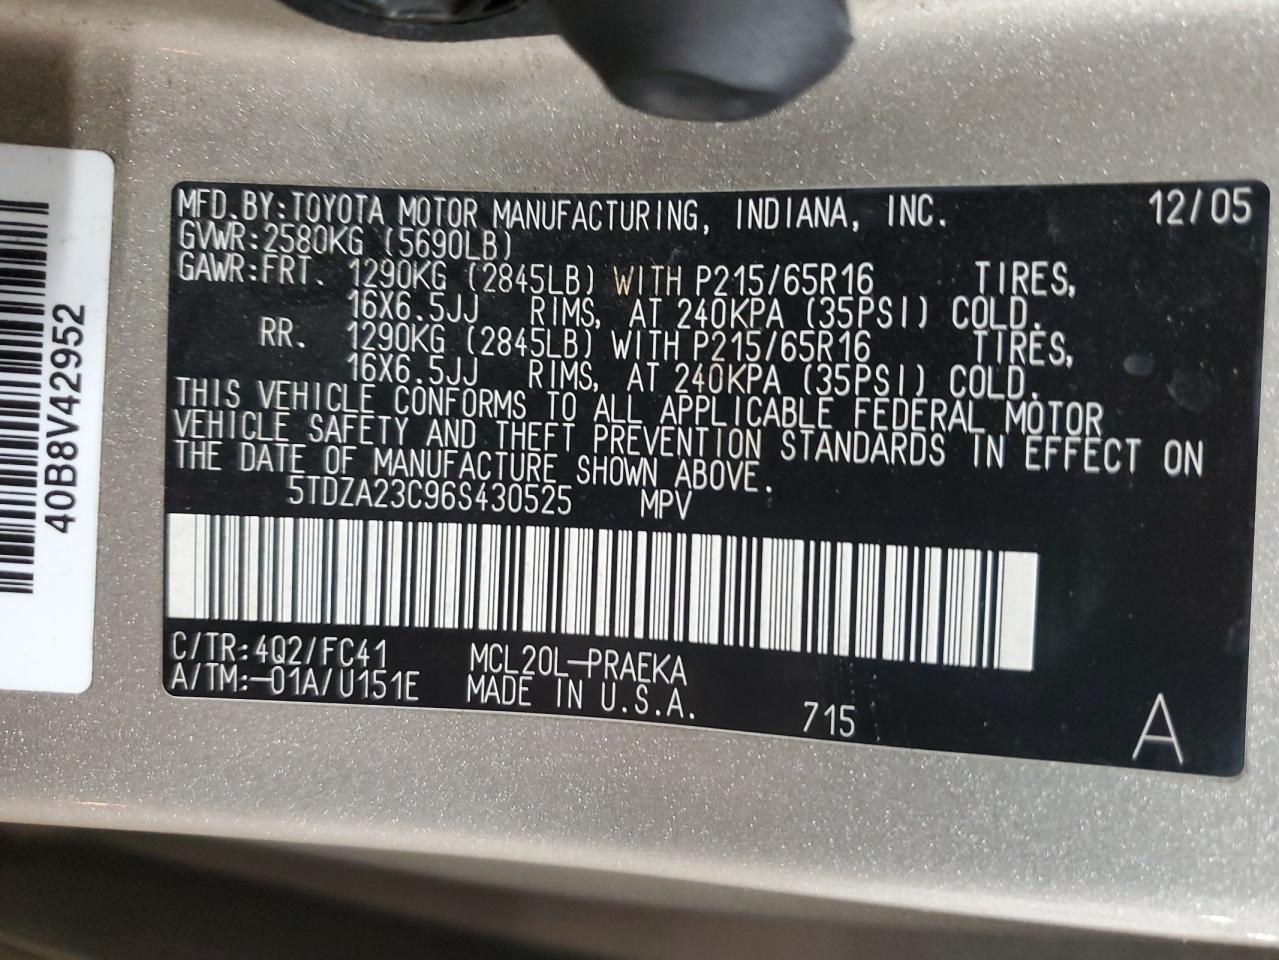 MFD.BY:TOYOTA MOTOR MANUFACTURING, INDIANA, INC. 12/05
GVWR:2580KG (5690LB)
GAWR:FRT. 1290KG (2845LB) WITH P215/65R16 TIRES,
16X6.5JJ RIMS, AT 240KPA (35PSI) COLD.
RR. 1290KG (2845LB) WITH P215/65R16 TIRES,
16X6.5JJ RIMS, AT 240KPA (35PSI) COLD.
THIS VEHICLE CONFORMS TO ALL APPLICABLE FEDERAL MOTOR
VEHICLE SAFETY AND THEFT PREVENTION STANDARDS IN EFFECT ON
THE DATE OF MANUFACTURE SHOWN ABOVE.
5TDZA23C96S430525 MPV
C/TR:4Q2/FC41 MCL20L-PRAEKA
A/TM:-01A/U151E MADE IN U.S.A. 715 A
40B8V42952